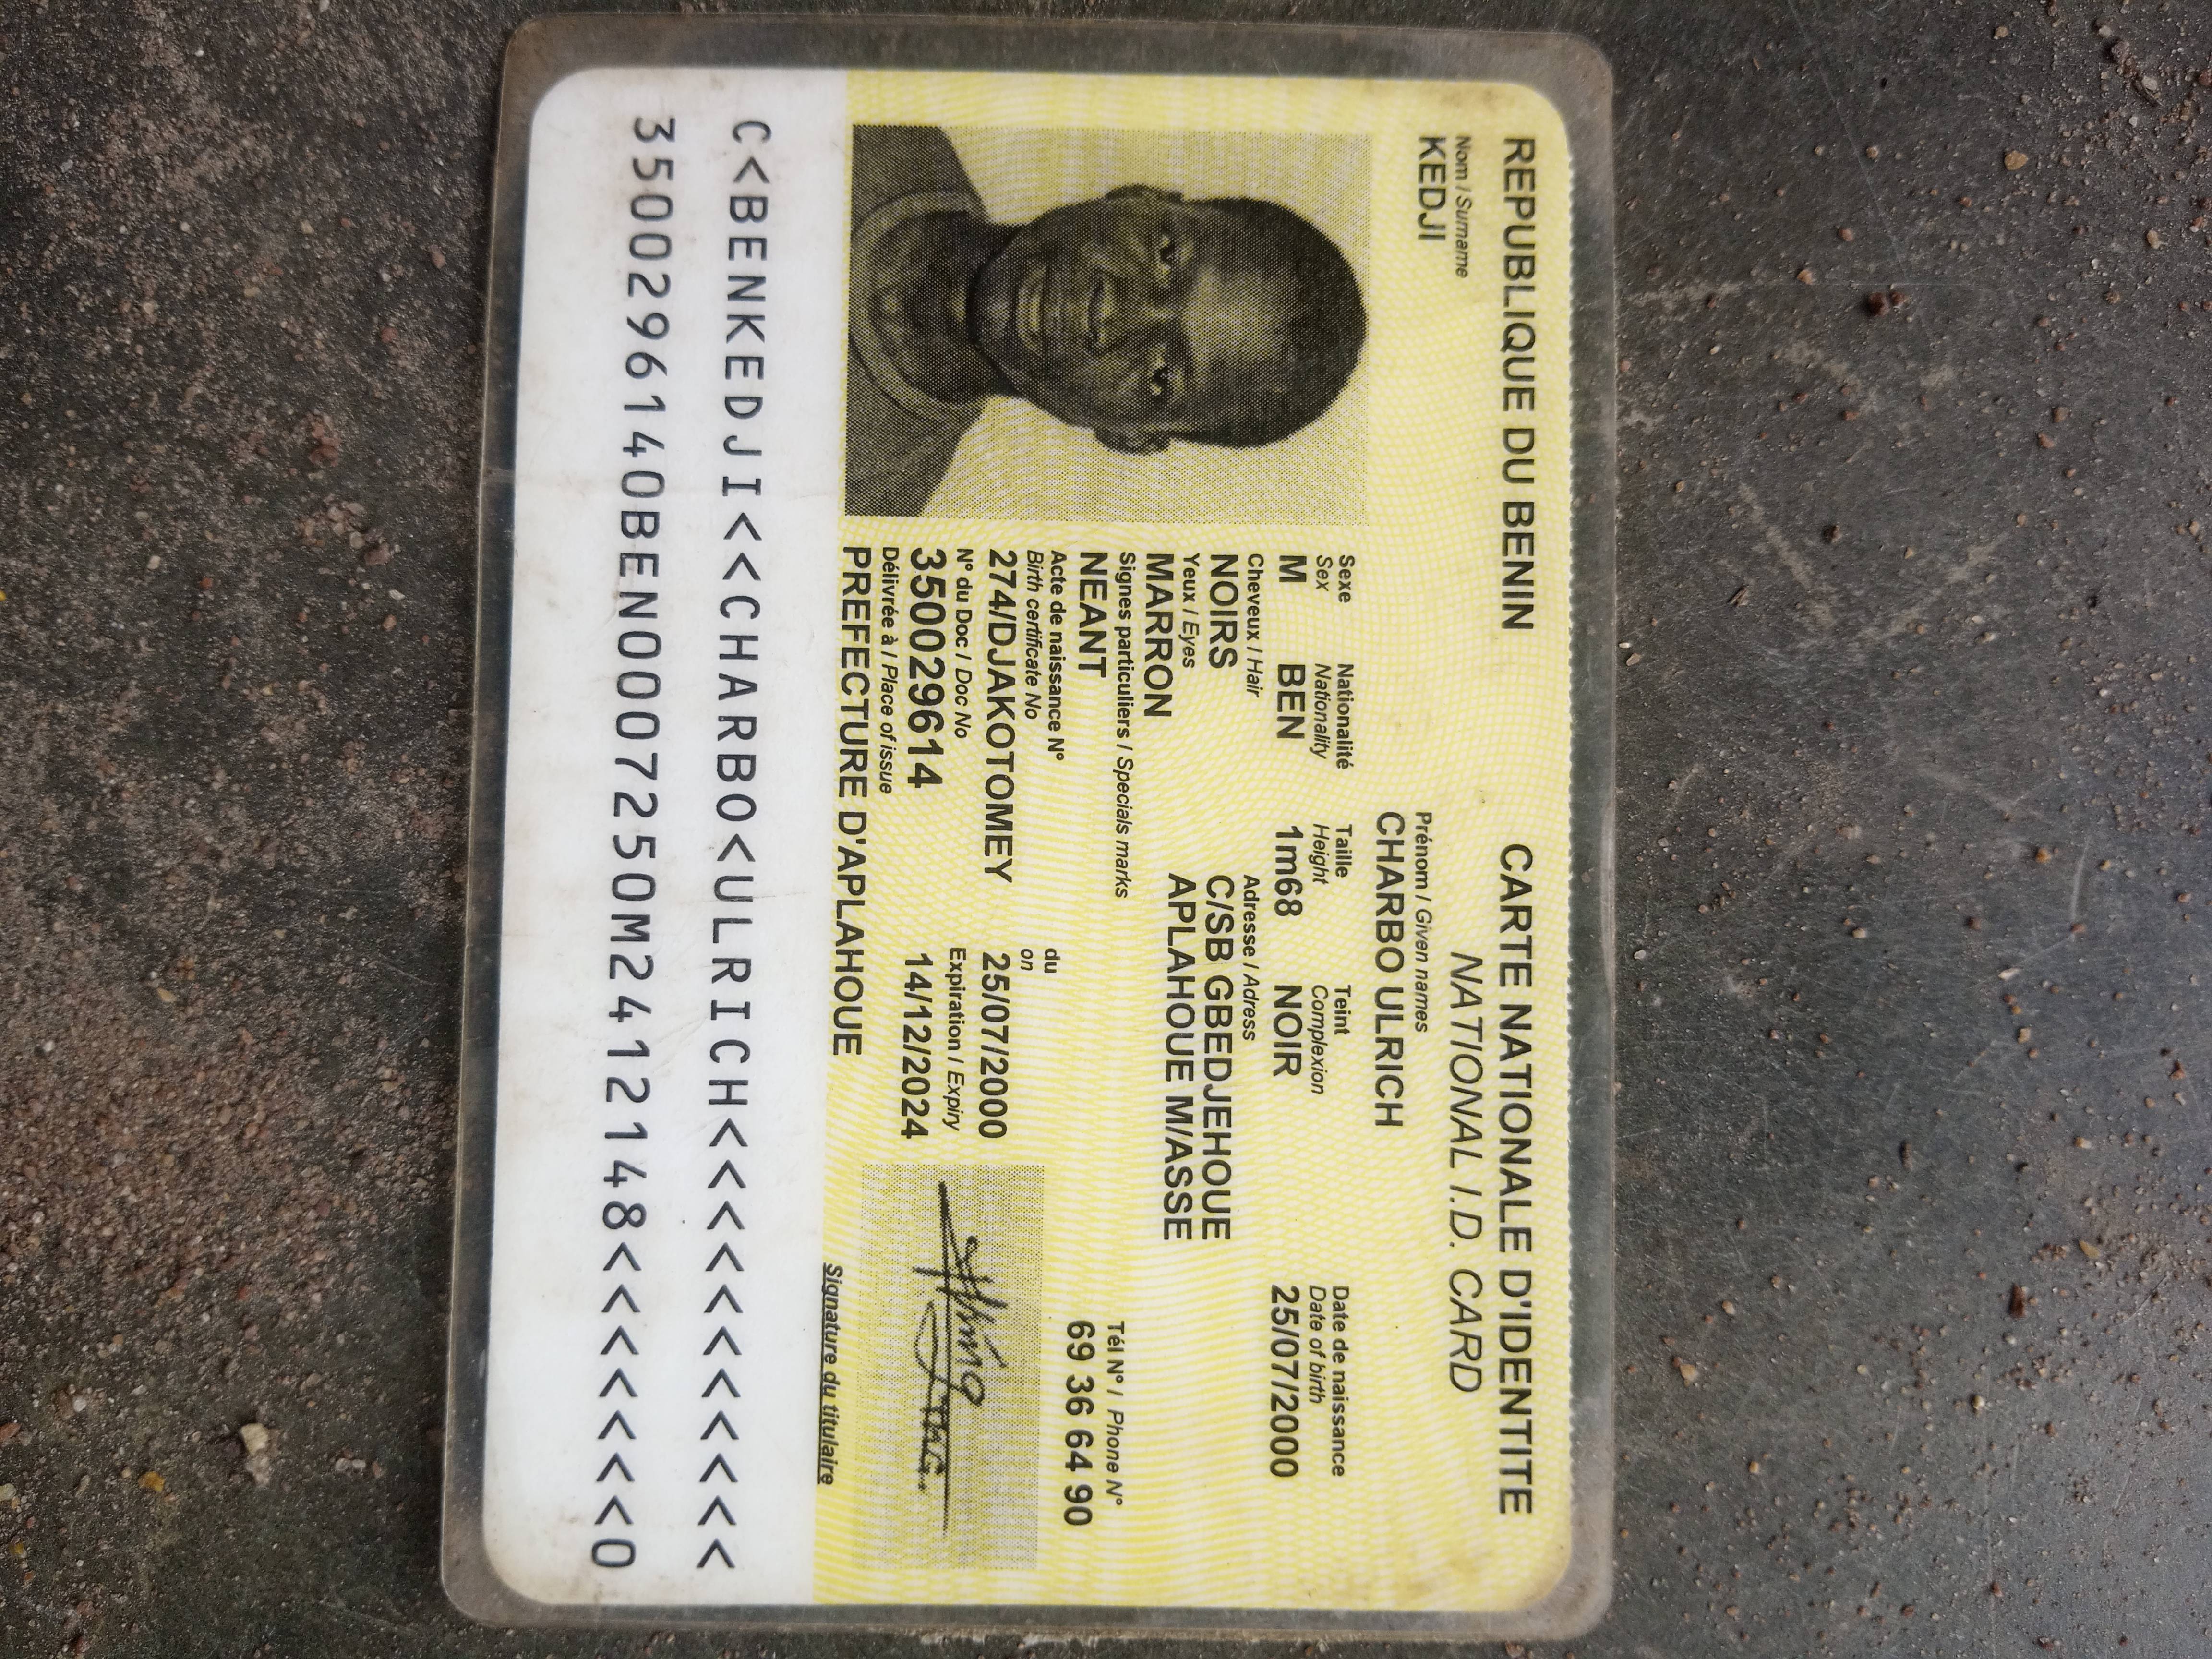 REPUBLIQUE DU BENIN
CARTE NATIONALE D'IDENTITE
NATIONAL I.D. CARD
Nom / Surname
KEDJI
Prénom / Given names
CHARBO ULRICH
Sexe Nationalité Taille Teint Date de naissance
Sex Nationality Height Complexion Date of birth
M BEN 1m68 NOIR 25/07/2000
Cheveux / Hair
NOIRS
Adresse / Adress
C/SB GBEDJEHOUE
APLAHOUE M/ASSE
Yeux / Eyes
MARRON
Signes particuliers / Specials marks
NEANT
Tél N° / Phone N°
69 36 64 90
Acte de naissance N° du
Birth certificate No on
274/DJAKOTOMEY 25/07/2000
N° du Doc / Doc No Expiration / Expiry
350029614 14/12/2024
Délivrée à / Place of issue
PREFECTURE D'APLAHOUE
Signature du titulaire
C<BENKEDJI<<CHARBO<ULRICH<<<<<<<<<<<
3500296140BEN0007250M2412148<<<<<<<0